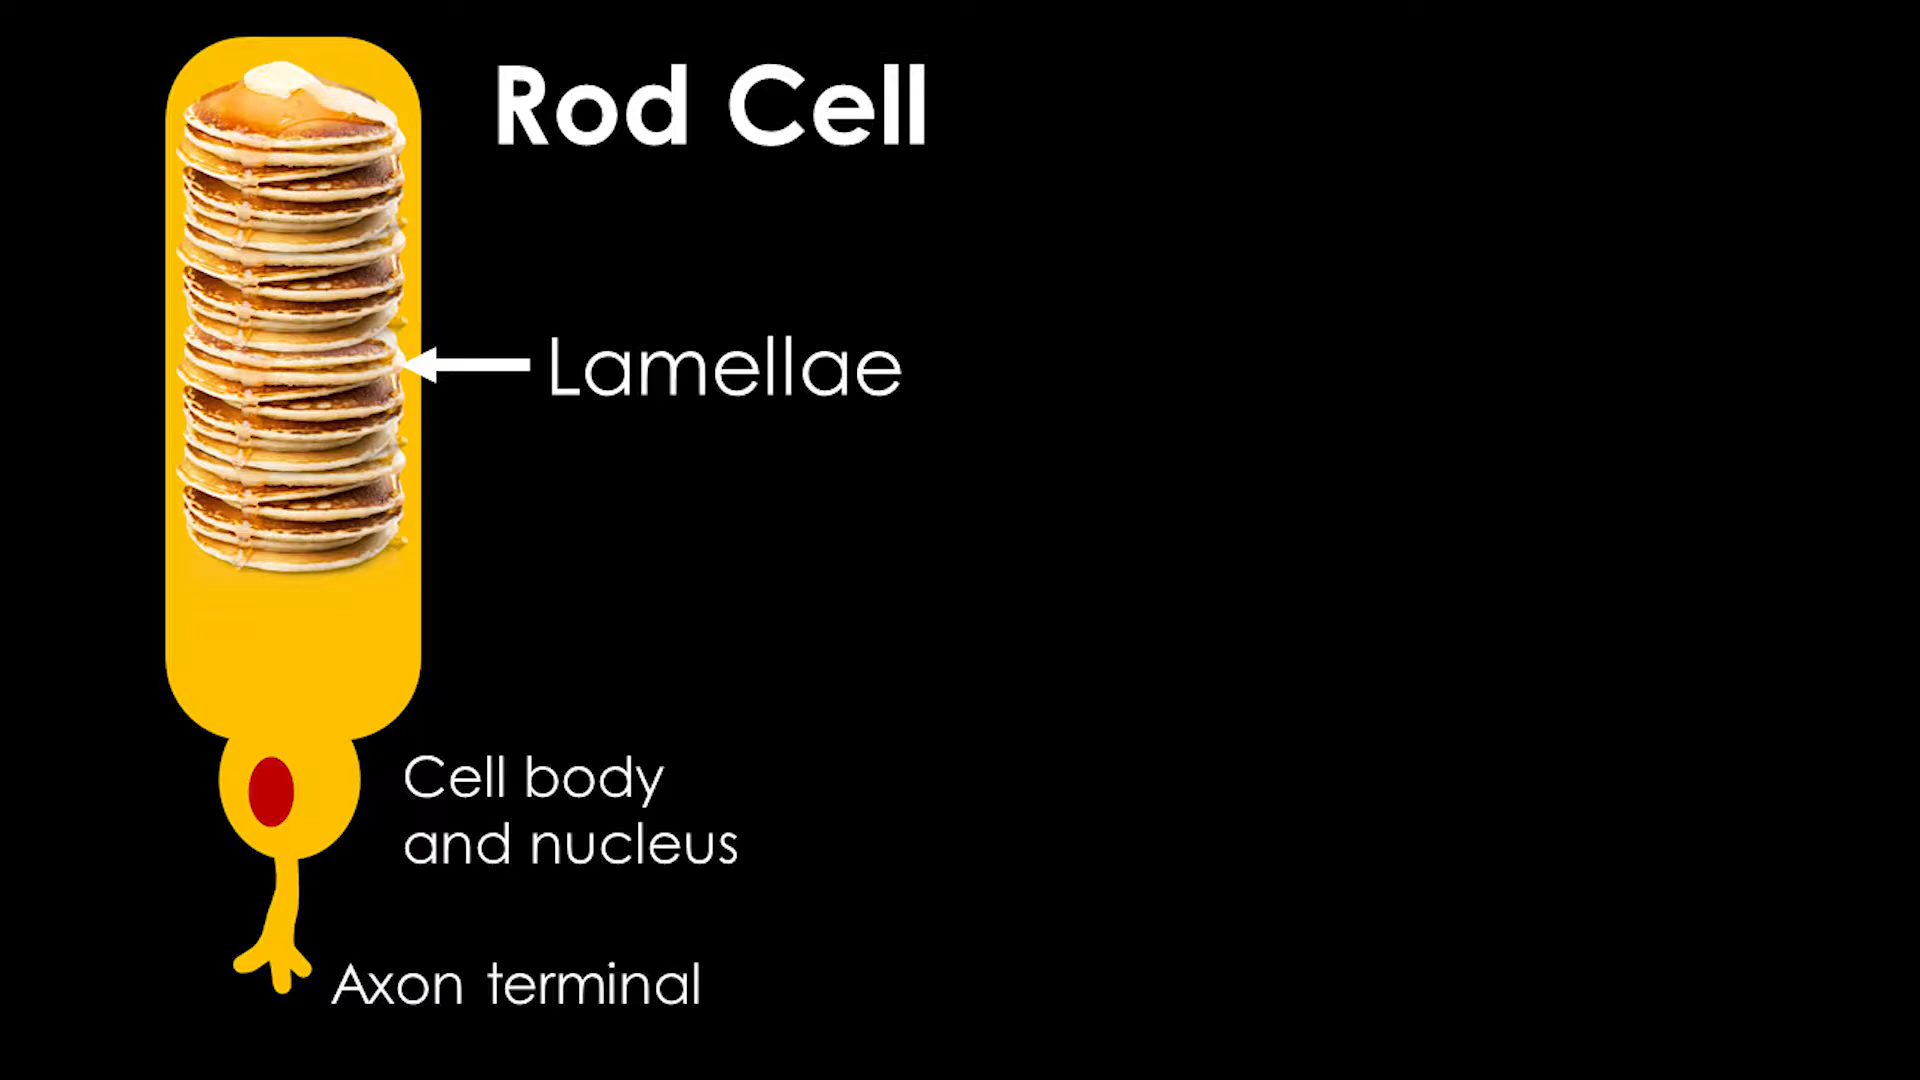 Rod Cell
Lamellae
Cell body
and nucleus
Axon terminal